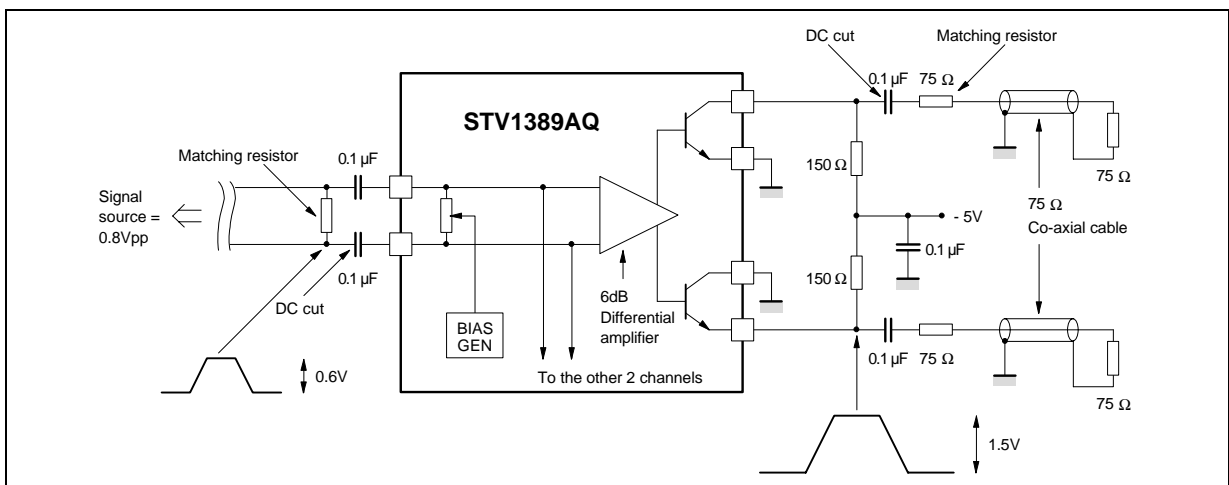 DC cut
Matching resistor
0.1 µF
75 Ω
STV1389AQ
Matching resistor
0.1 µF
150 Ω
75 Ω
Signal
source =
0.8Vpp
75 Ω
- 5V
Co-axial cable
0.1 µF
0.1 µF
150 Ω
DC cut
6dB
Differential
amplifier
BIAS
GEN
0.1 µF
75 Ω
To the other 2 channels
0.6V
75 Ω
1.5V